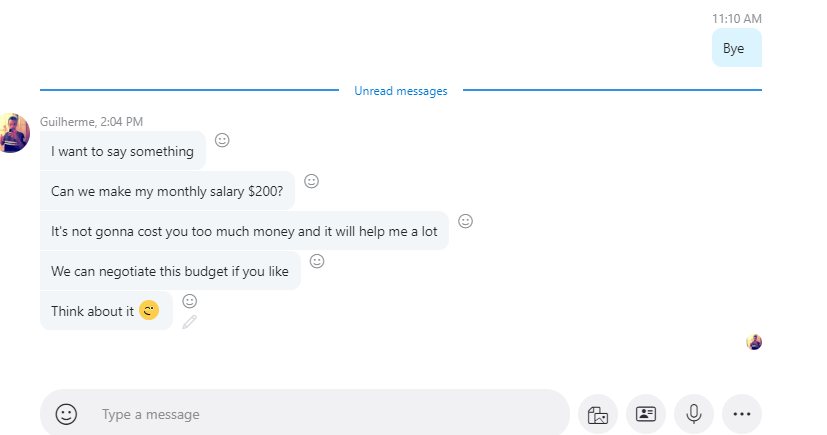 11:10 AM
Bye
Unread messages
Guilherme, 2:04 PM
I want to say something
Can we make my monthly salary $200?
It's not gonna cost you too much money and it will help me a lot
We can negotiate this budget if you like
Think about it
Type a message